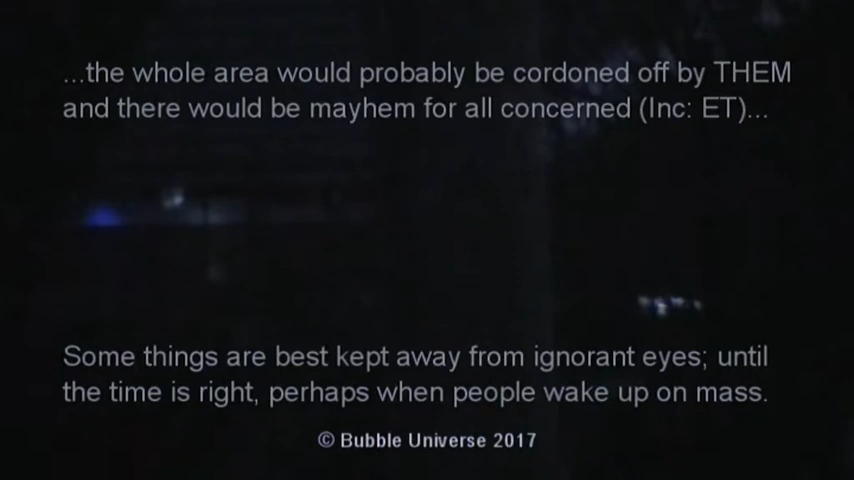 ...the whole area would probably be cordoned off by THEM
and there would be mayhem for all concerned (Inc: ET)...
Some things are best kept away from ignorant eyes; until
the time is right, perhaps when people wake up on mass.
© Bubble Universe 2017